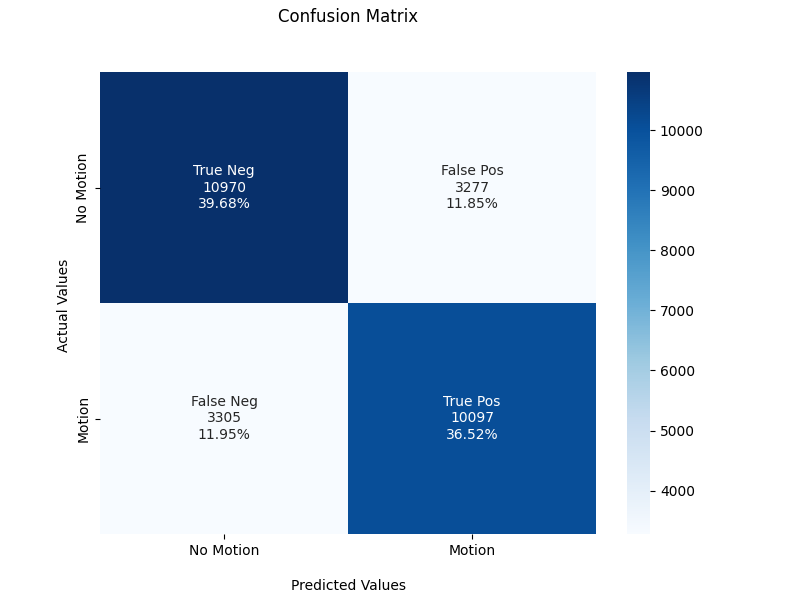 Confusion Matrix
No Motion
True Neg
10970
39.68%
False Pos
3277
11.85%
Actual Values
Motion
False Neg
3305
11.95%
True Pos
10097
36.52%
No Motion
Motion
Predicted Values
10000
9000
8000
7000
6000
5000
4000